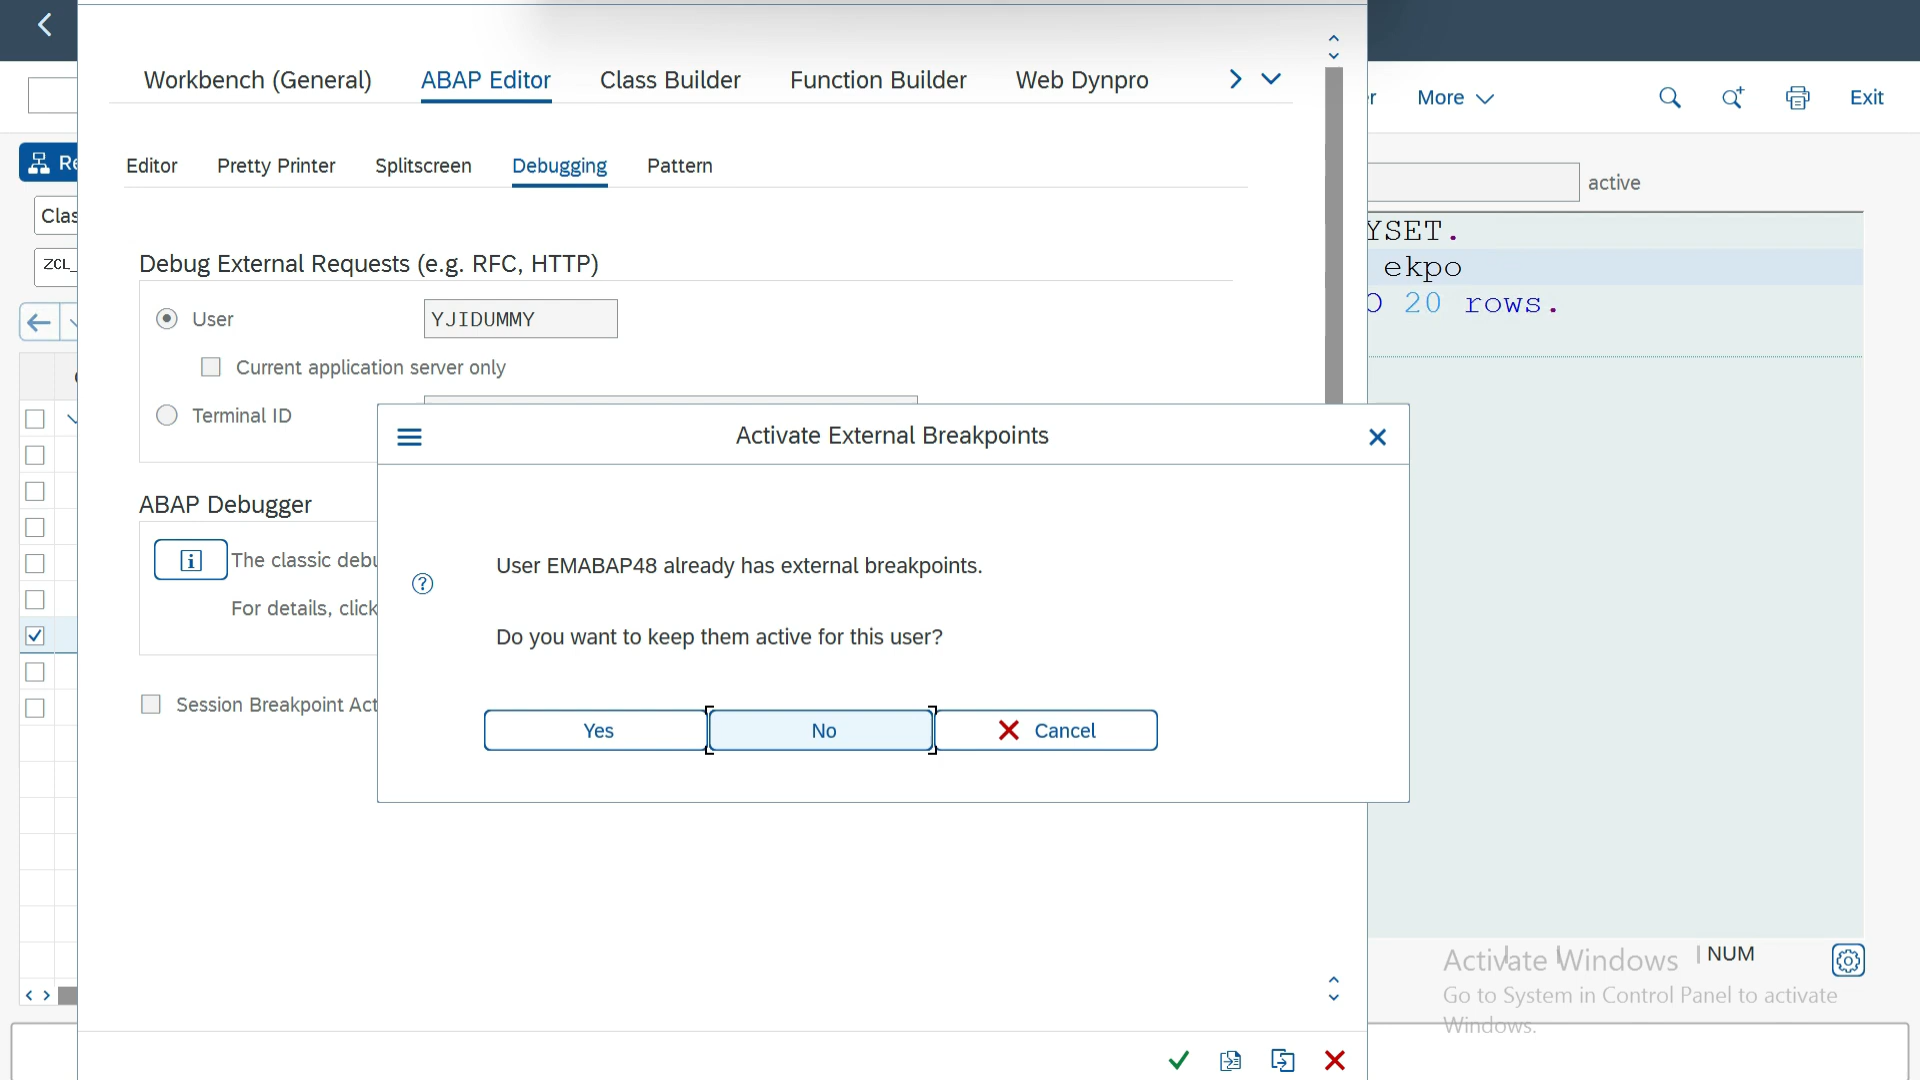 Workbench (General) ABAP Editor Class Builder Function Builder Web Dynpro
More Exit
Editor Pretty Printer Splitscreen Debugging Pattern
active
Debug External Requests (e.g. RFC, HTTP)
User YJIDUMMY
Current application server only
Terminal ID
YSET.
ekpo
20 rows.
Activate External Breakpoints
ABAP Debugger
The classic debu
For details, click
User EMABAP48 already has external breakpoints.
Do you want to keep them active for this user?
Session Breakpoint Act
Yes No Cancel
NUM
Activate Windows
Go to System in Control Panel to activate
Windows.
Re
Clas
ZCL_